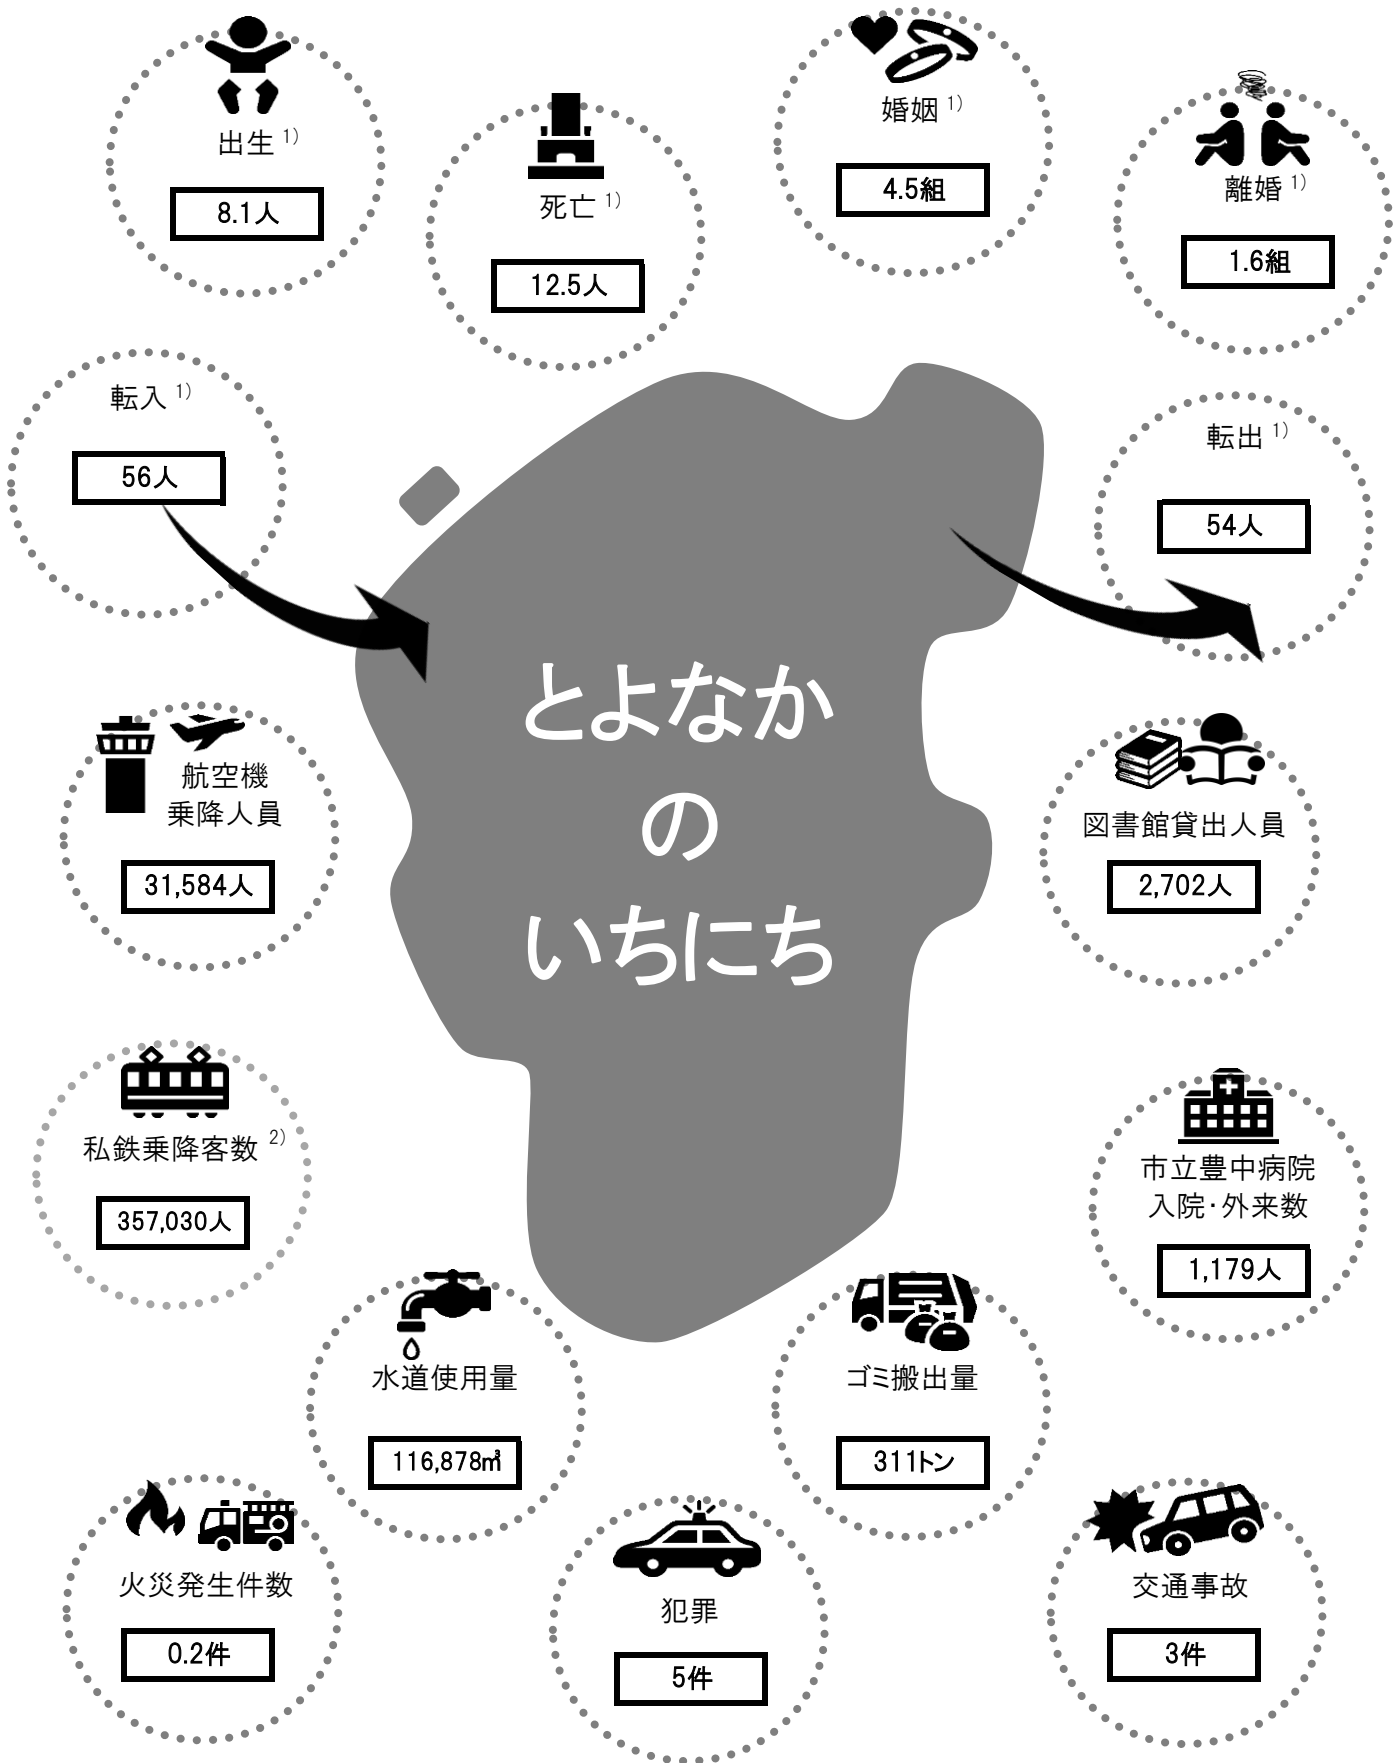 出生 1)
8.1人
死亡 1)
12.5人
婚姻 1)
4.5組
離婚 1)
1.6組
転入 1)
56人
転出 1)
54人
とよなか
の
いちにち
航空機
乗降人員
31,584人
図書館貸出人員
2,702人
私鉄乗降客数 2)
357,030人
市立豊中病院
入院・外来数
1,179人
水道使用量
116,878㎥
ゴミ搬出量
311トン
火災発生件数
0.2件
犯罪
5件
交通事故
3件